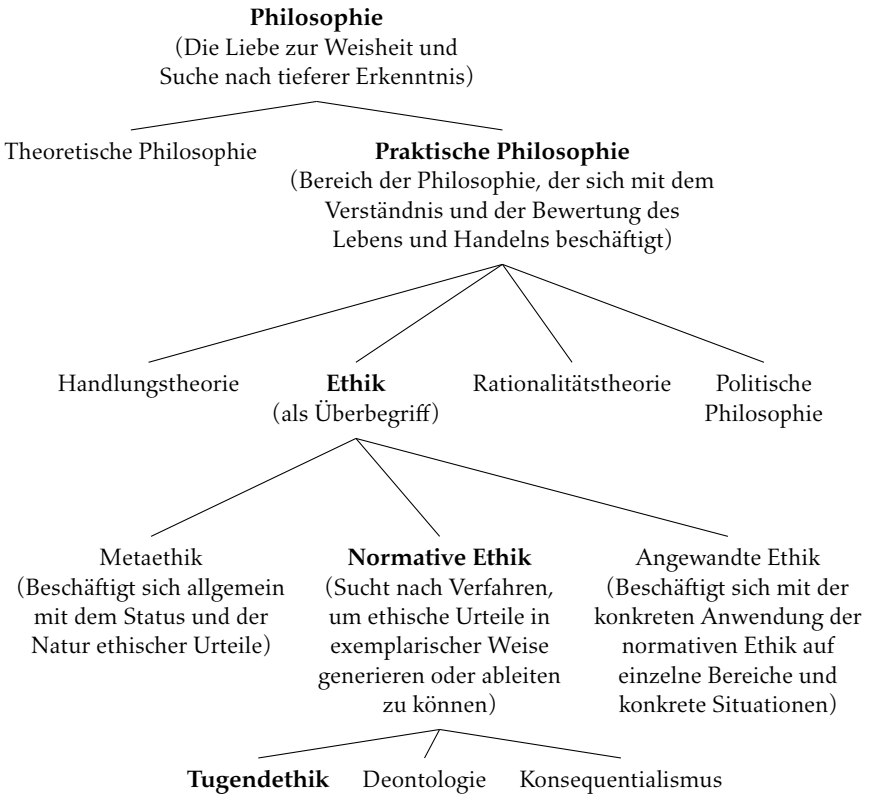 Philosophie
(Die Liebe zur Weisheit und
Suche nach tieferer Erkenntnis)
Theoretische Philosophie
Praktische Philosophie
(Bereich der Philosophie, der sich mit dem
Verständnis und der Bewertung des
Lebens und Handelns beschäftigt)
Handlungstheorie
Ethik
(als Überbegriff)
Rationalitätstheorie
Politische
Philosophie
Metaethik
(Beschäftigt sich allgemein
mit dem Status und der
Natur ethischer Urteile)
Normative Ethik
(Sucht nach Verfahren,
um ethische Urteile in
exemplarischer Weise
generieren oder ableiten
zu können)
Angewandte Ethik
(Beschäftigt sich mit der
konkreten Anwendung der
normativen Ethik auf
einzelne Bereiche und
konkrete Situationen)
Tugendethik
Deontologie
Konsequentialismus